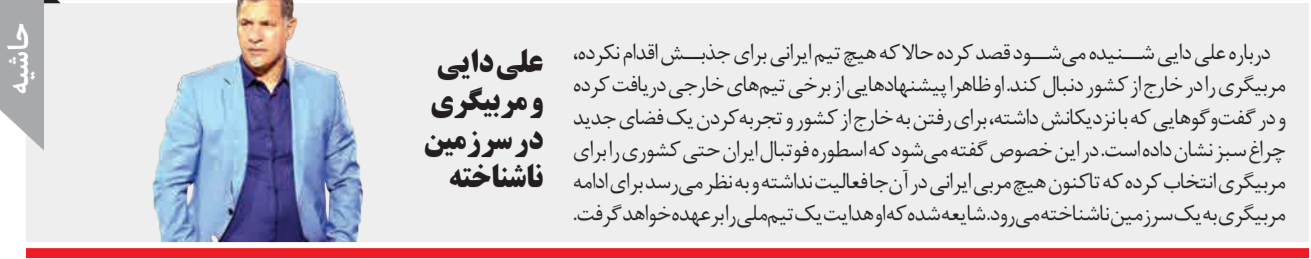 حاشیه
علی دایی
و مربیگری
در سرزمین
ناشناخته
درباره علی دایی شنیده می‌شود قصد کرده حالا که هیچ تیم ایرانی برای جذبش اقدام نکرده،
مربیگری را در خارج از کشور دنبال کند. او ظاهرا پیشنهادهایی از برخی تیم‌های خارجی دریافت کرده
و در گفت‌وگوهایی که با نزدیکانش داشته، برای رفتن به خارج از کشور و تجربه کردن یک فضای جدید
چراغ سبز نشان داده است. در این خصوص گفته می‌شود که اسطوره فوتبال ایران حتی کشوری را برای
مربیگری انتخاب کرده که تاکنون هیچ مربی ایرانی در آن‌جا فعالیت نداشته و به نظر می‌رسد برای ادامه
مربیگری به یک سرزمین ناشناخته می‌رود. شایعه شده که او هدایت یک تیم ملی را بر عهده خواهد گرفت.